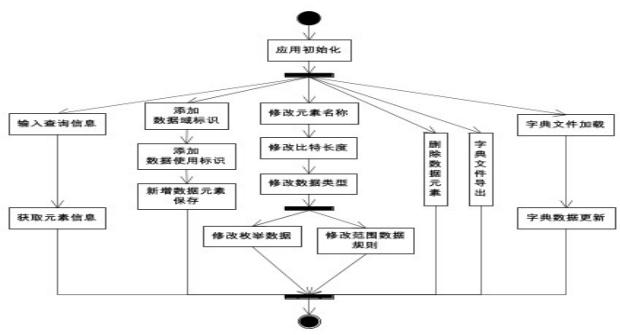 应用初始化
输入查询信息
获取元素信息
添加
数据域标识
添加
数据使用标识
新增数据元素
保存
修改元素名称
修改比特长度
修改数据类型
修改枚举数据
修改范围数据
规则
删除数据元素
字典文件导出
字典文件加载
字典数据更新